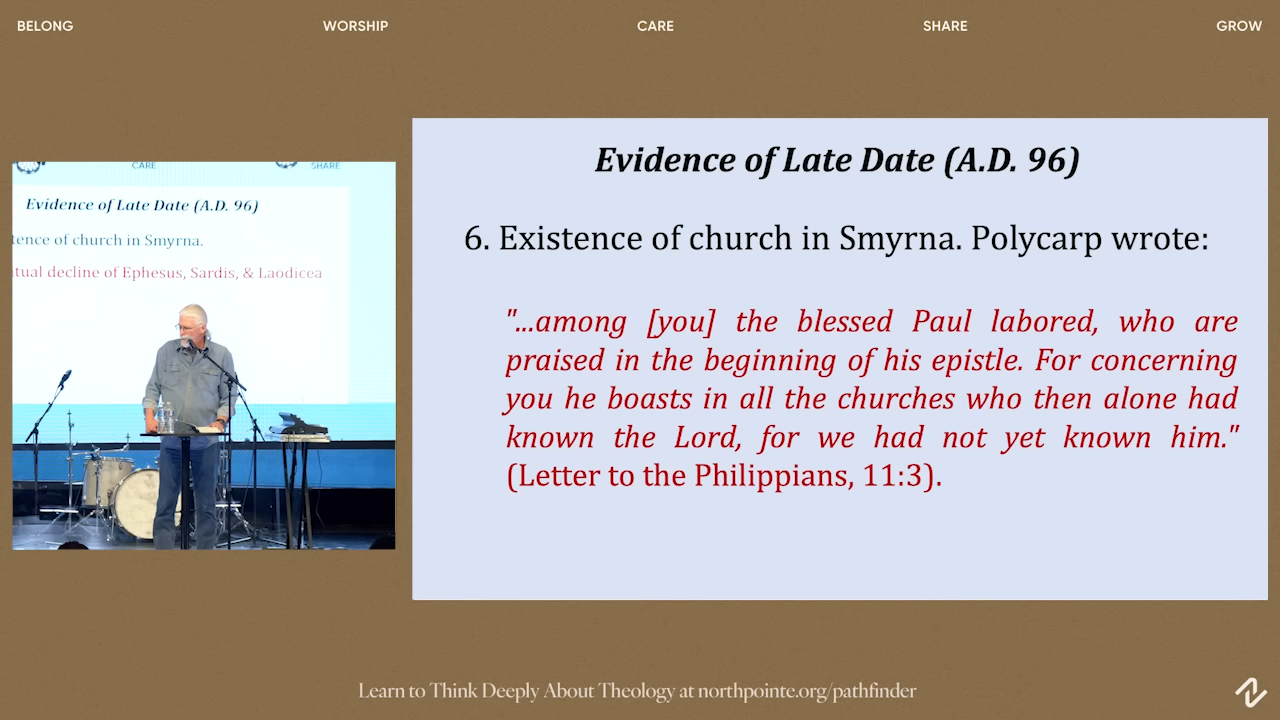 BELONG
WORSHIP
CARE
SHARE
GROW
CARE
SHARE
Evidence of Late Date (A.D. 96)
tence of church in Smyrna.
tual decline of Ephesus, Sardis, & Laodicea
Evidence of Late Date (A.D. 96)
6. Existence of church in Smyrna. Polycarp wrote:
"...among [you] the blessed Paul labored, who are
praised in the beginning of his epistle. For concerning
you he boasts in all the churches who then alone had
known the Lord, for we had not yet known him."
(Letter to the Philippians, 11:3).
Learn to Think Deeply About Theology at northpointe.org/pathfinder